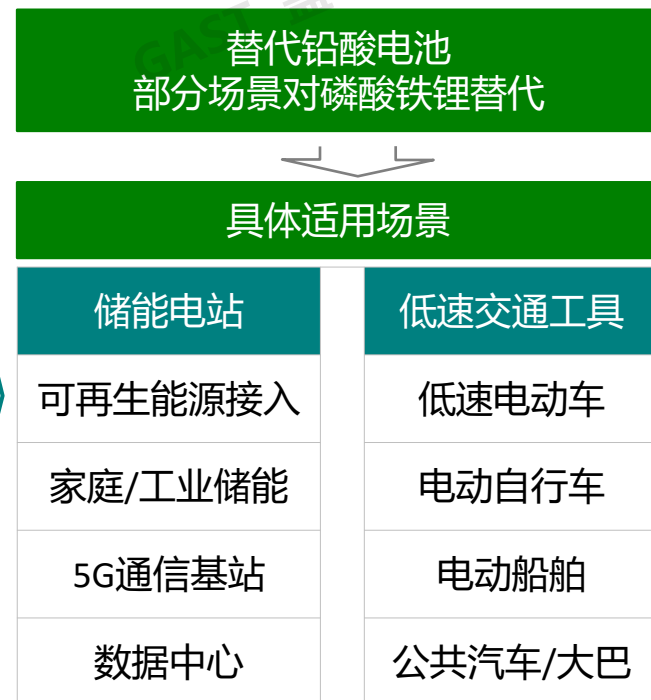 GAST
替代铅酸电池
部分场景对磷酸铁锂替代
具体适用场景
储能电站
低速交通工具
可再生能源接入
低速电动车
家庭/工业储能
电动自行车
5G通信基站
电动船舶
数据中心
公共汽车/大巴